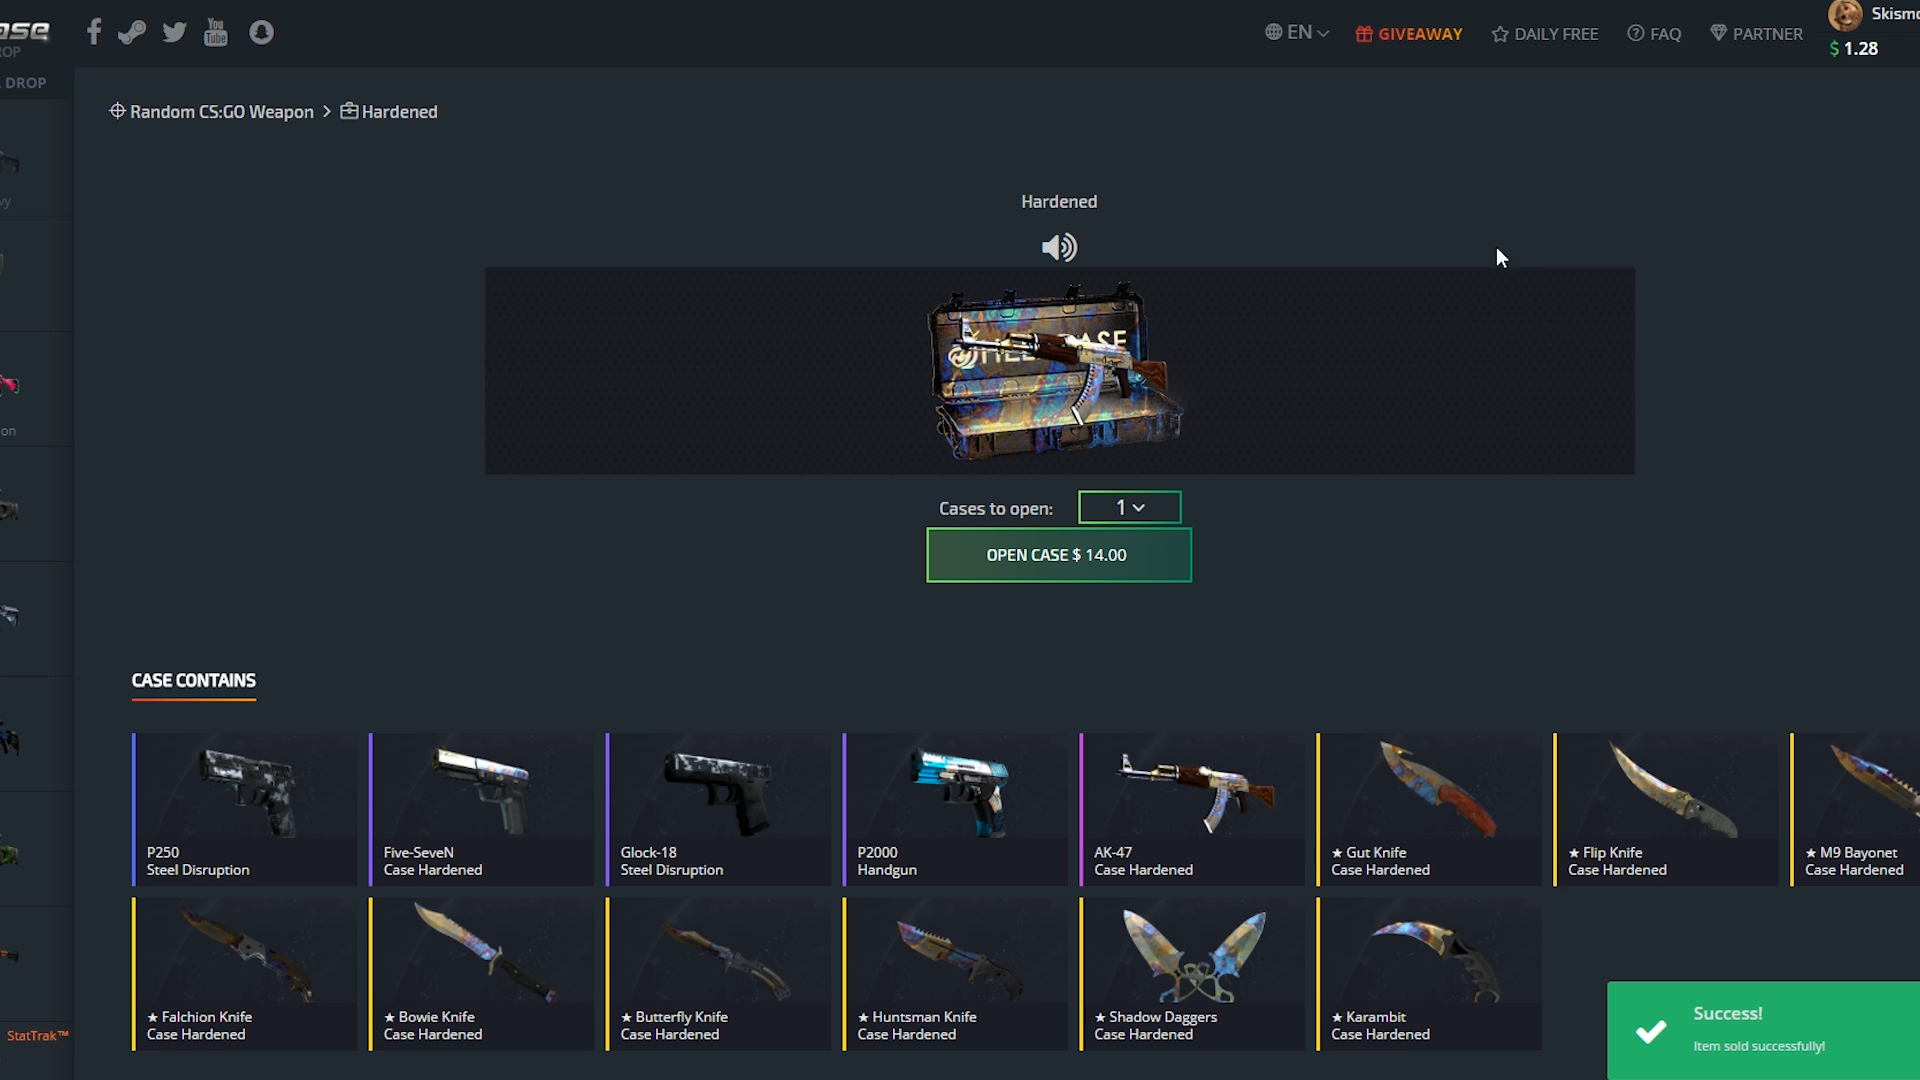 EN
GIVEAWAY
DAILY FREE
FAQ
PARTNER
$ 1.28
You
Tube
DROP
Random CS:GO Weapon > Hardened
Hardened
Cases to open: 1
OPEN CASE $ 14.00
CASE CONTAINS
P250
Steel Disruption
Five-SeveN
Case Hardened
Glock-18
Steel Disruption
P2000
Handgun
AK-47
Case Hardened
★ Gut Knife
Case Hardened
★ Flip Knife
Case Hardened
★ M9 Bayonet
Case Hardened
★ Falchion Knife
Case Hardened
★ Bowie Knife
Case Hardened
★ Butterfly Knife
Case Hardened
★ Huntsman Knife
Case Hardened
★ Shadow Daggers
Case Hardened
★ Karambit
Case Hardened
StatTrak™
Success!
Item sold successfully!